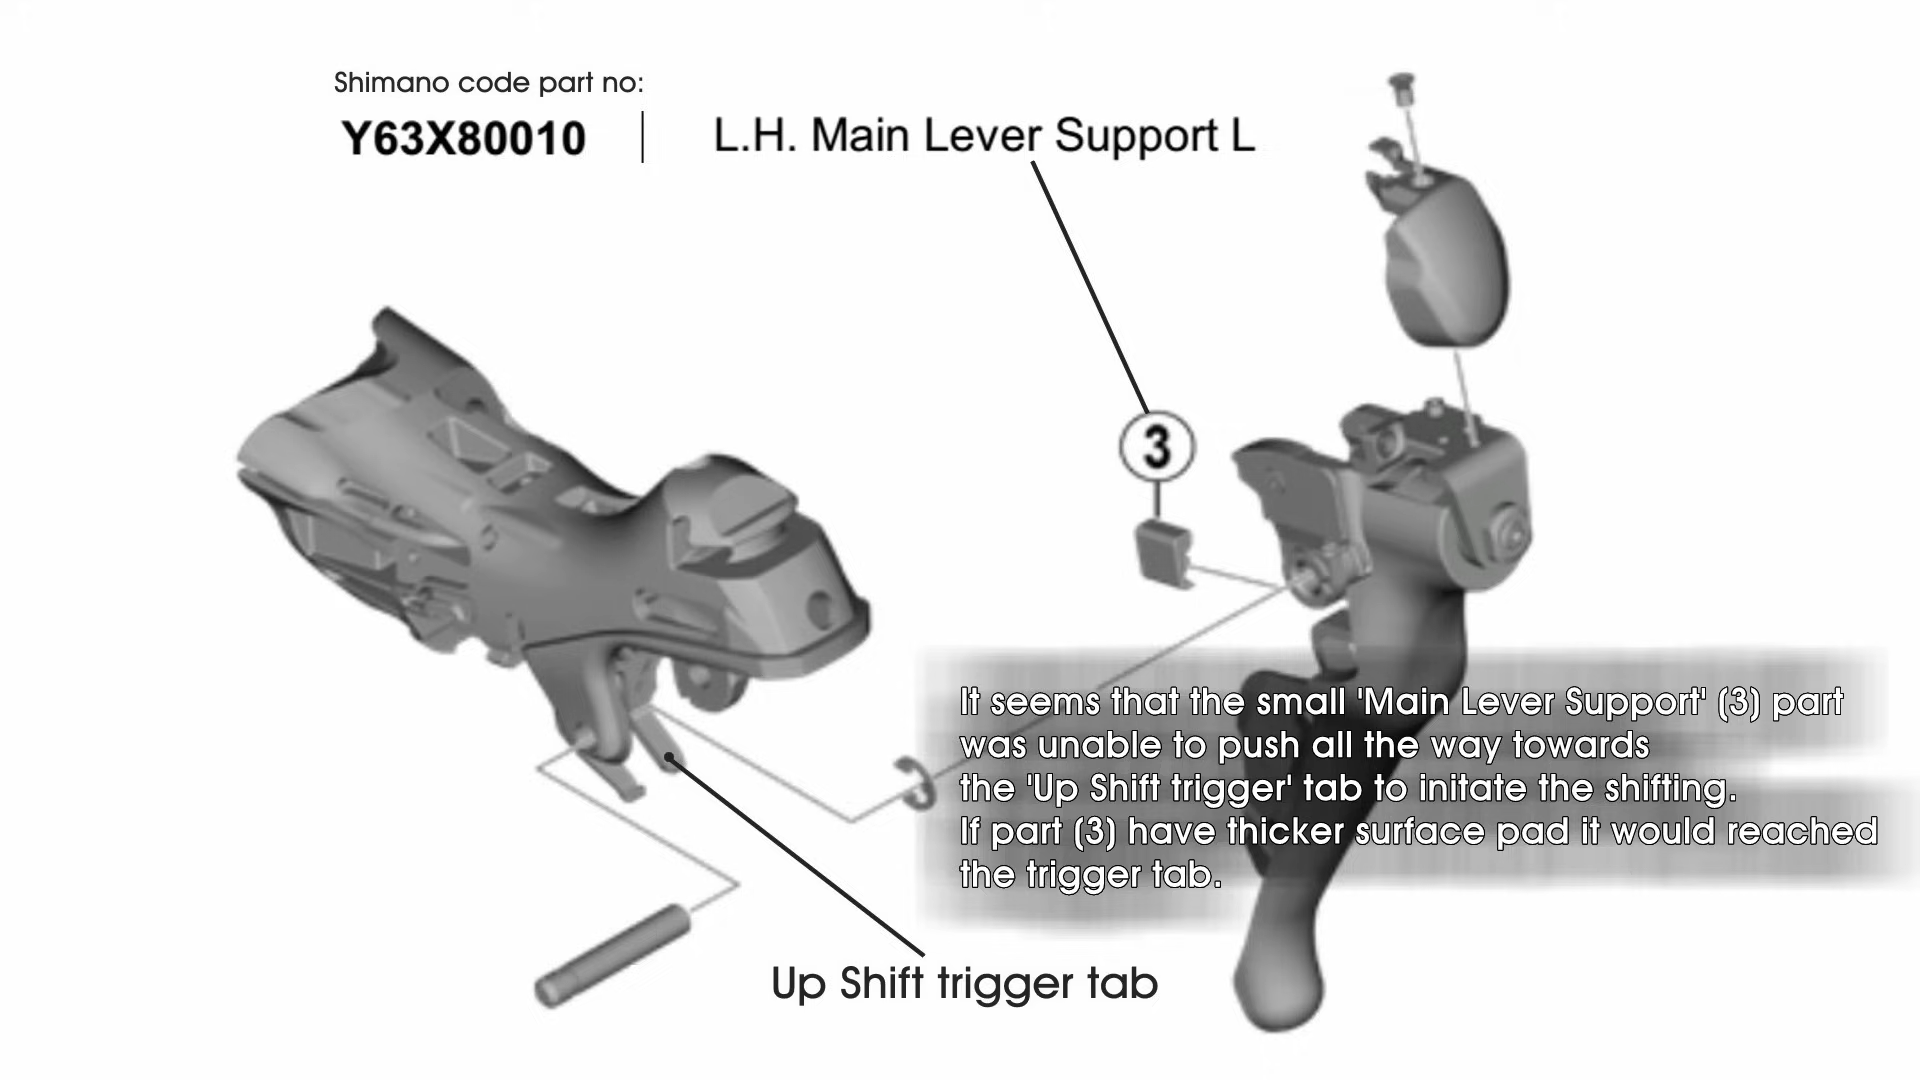 Shimano code part no:
Y63X80010 | L.H. Main Lever Support L
3
It seems that the small 'Main Lever Support' (3) part
was unable to push all the way towards
the 'Up Shift trigger' tab to initate the shifting.
If part (3) have thicker surface pad it would reached
the trigger tab.
Up Shift trigger tab